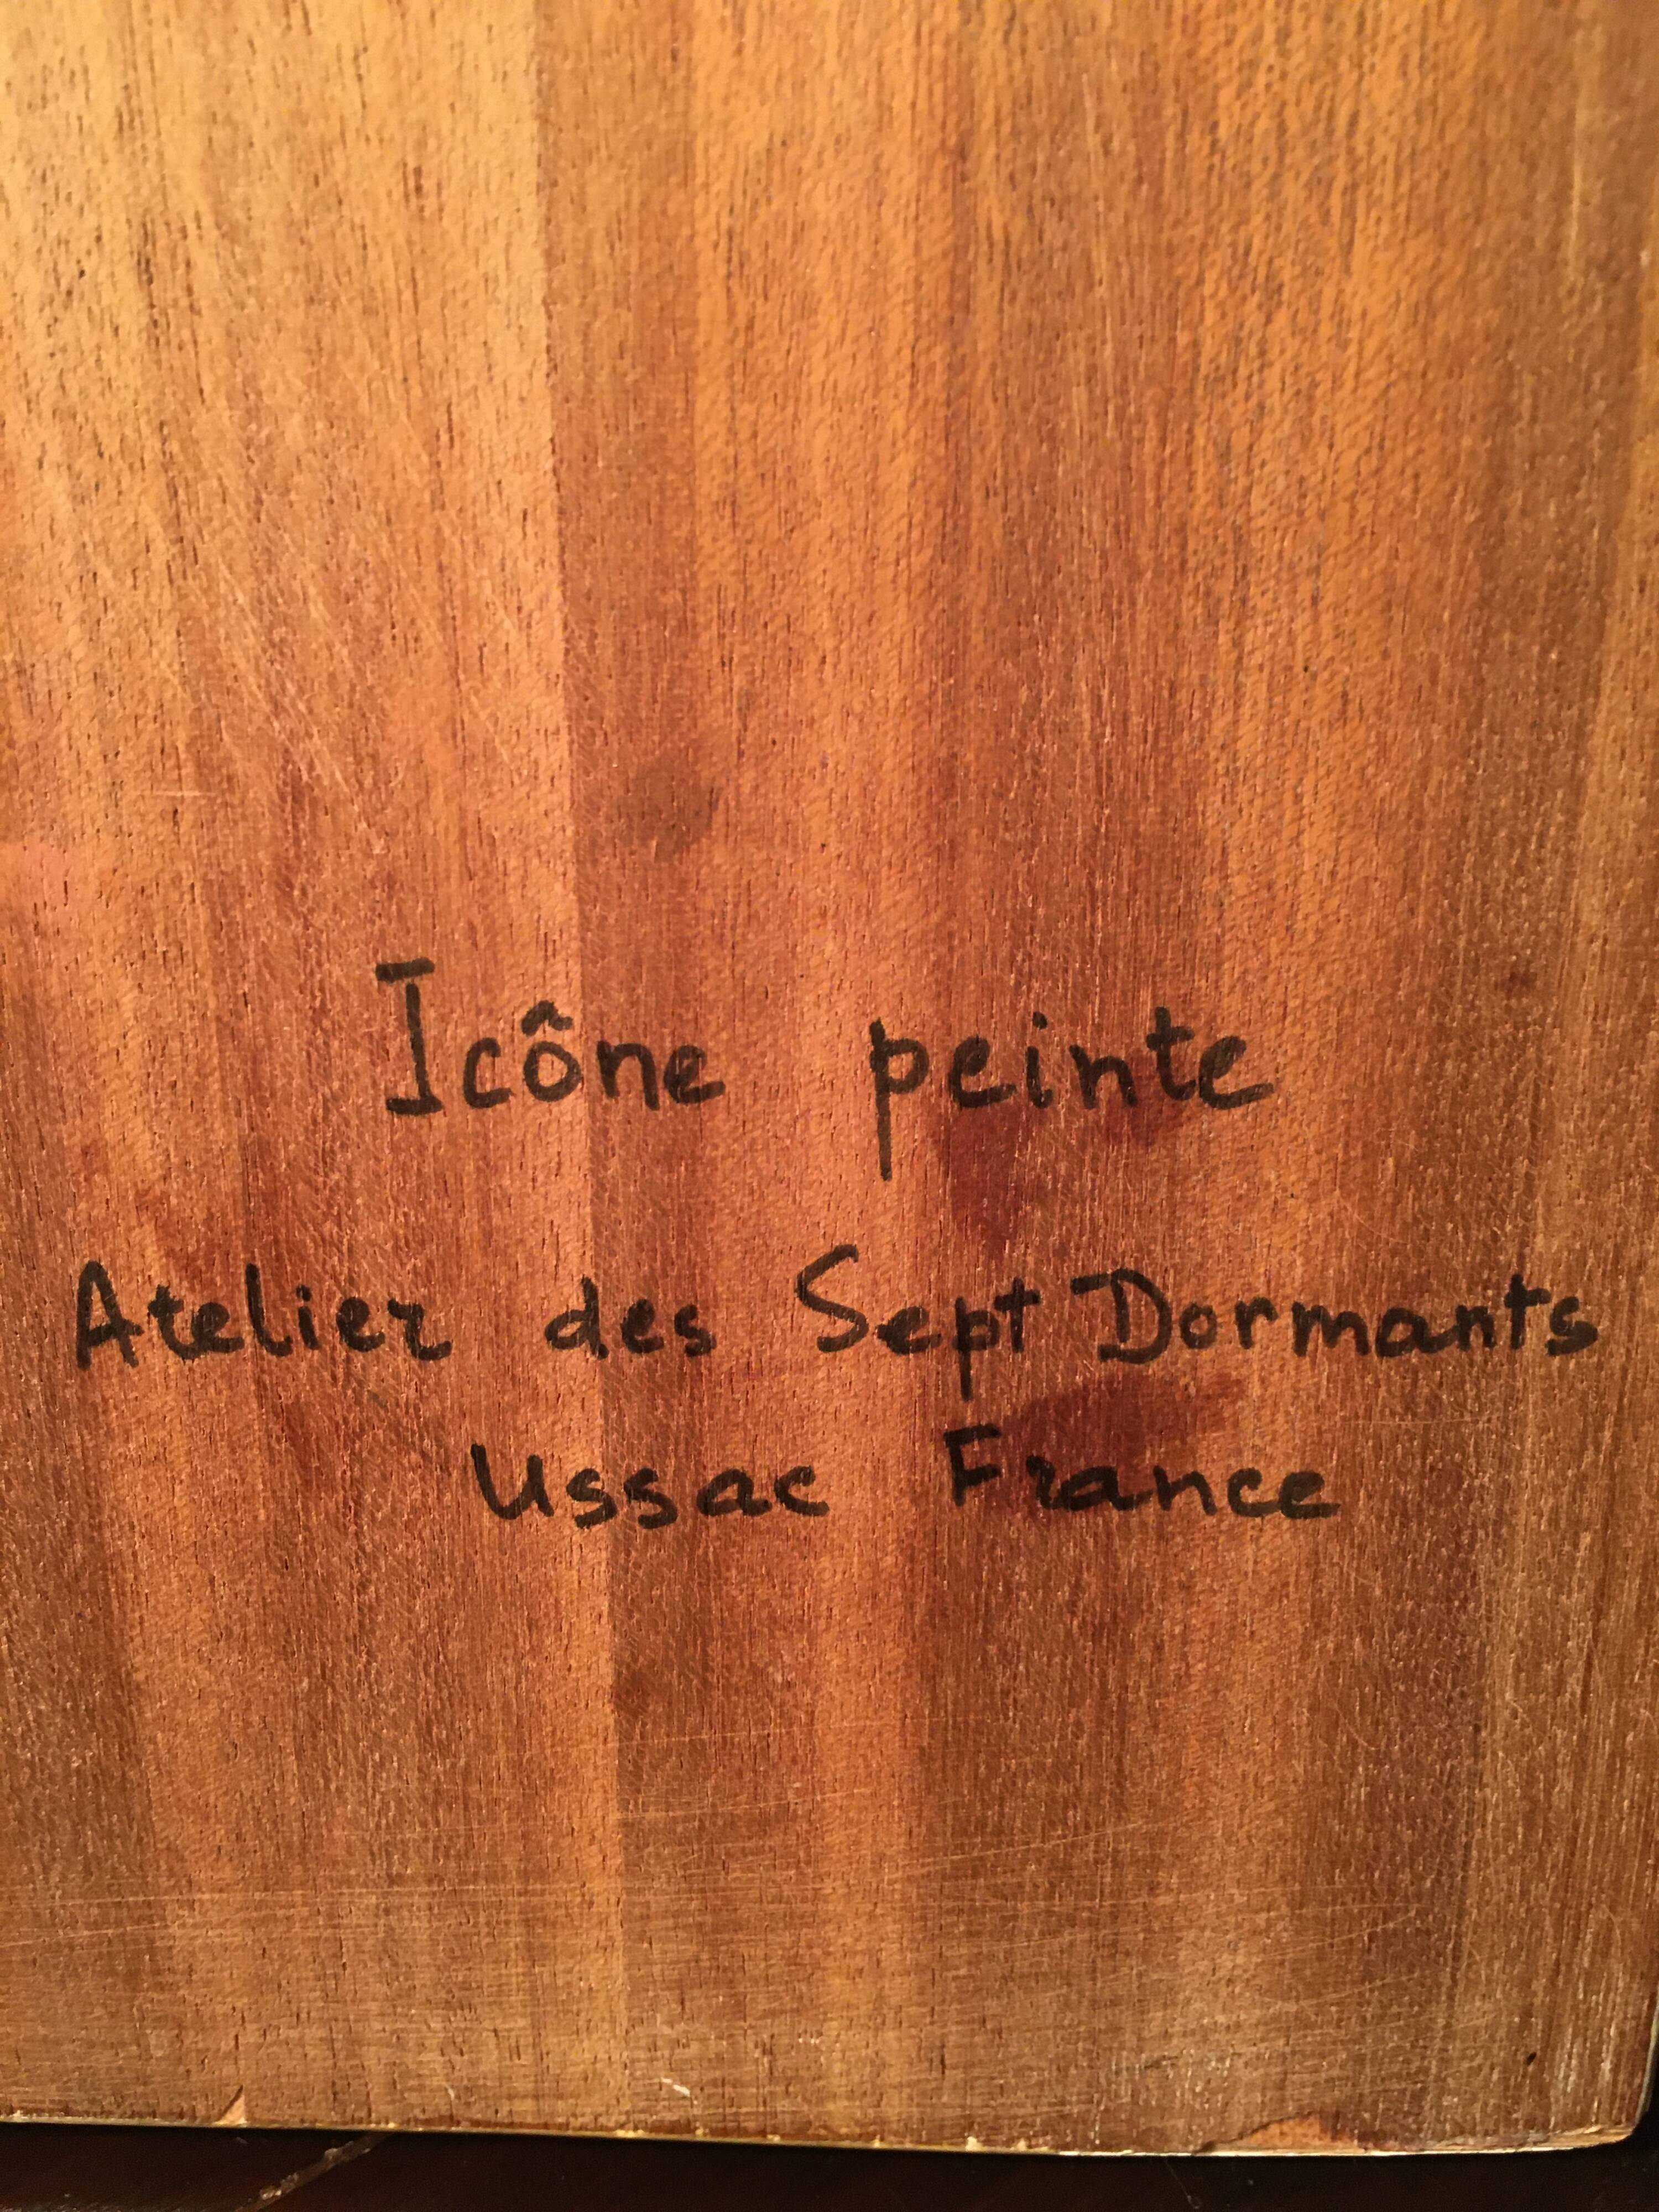 Icône peinte
Atelier des Sept Dormants
Ussac France